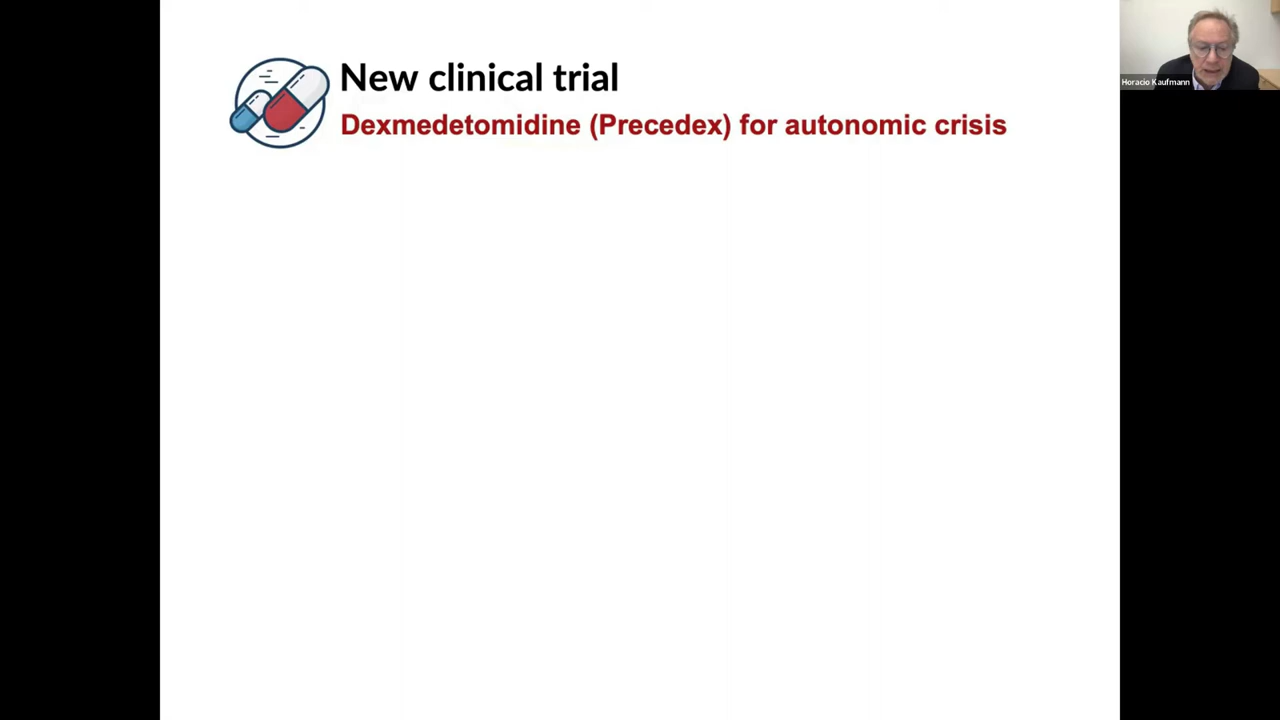 New clinical trial
Dexmedetomidine (Precedex) for autonomic crisis
Horacio Kaufmann